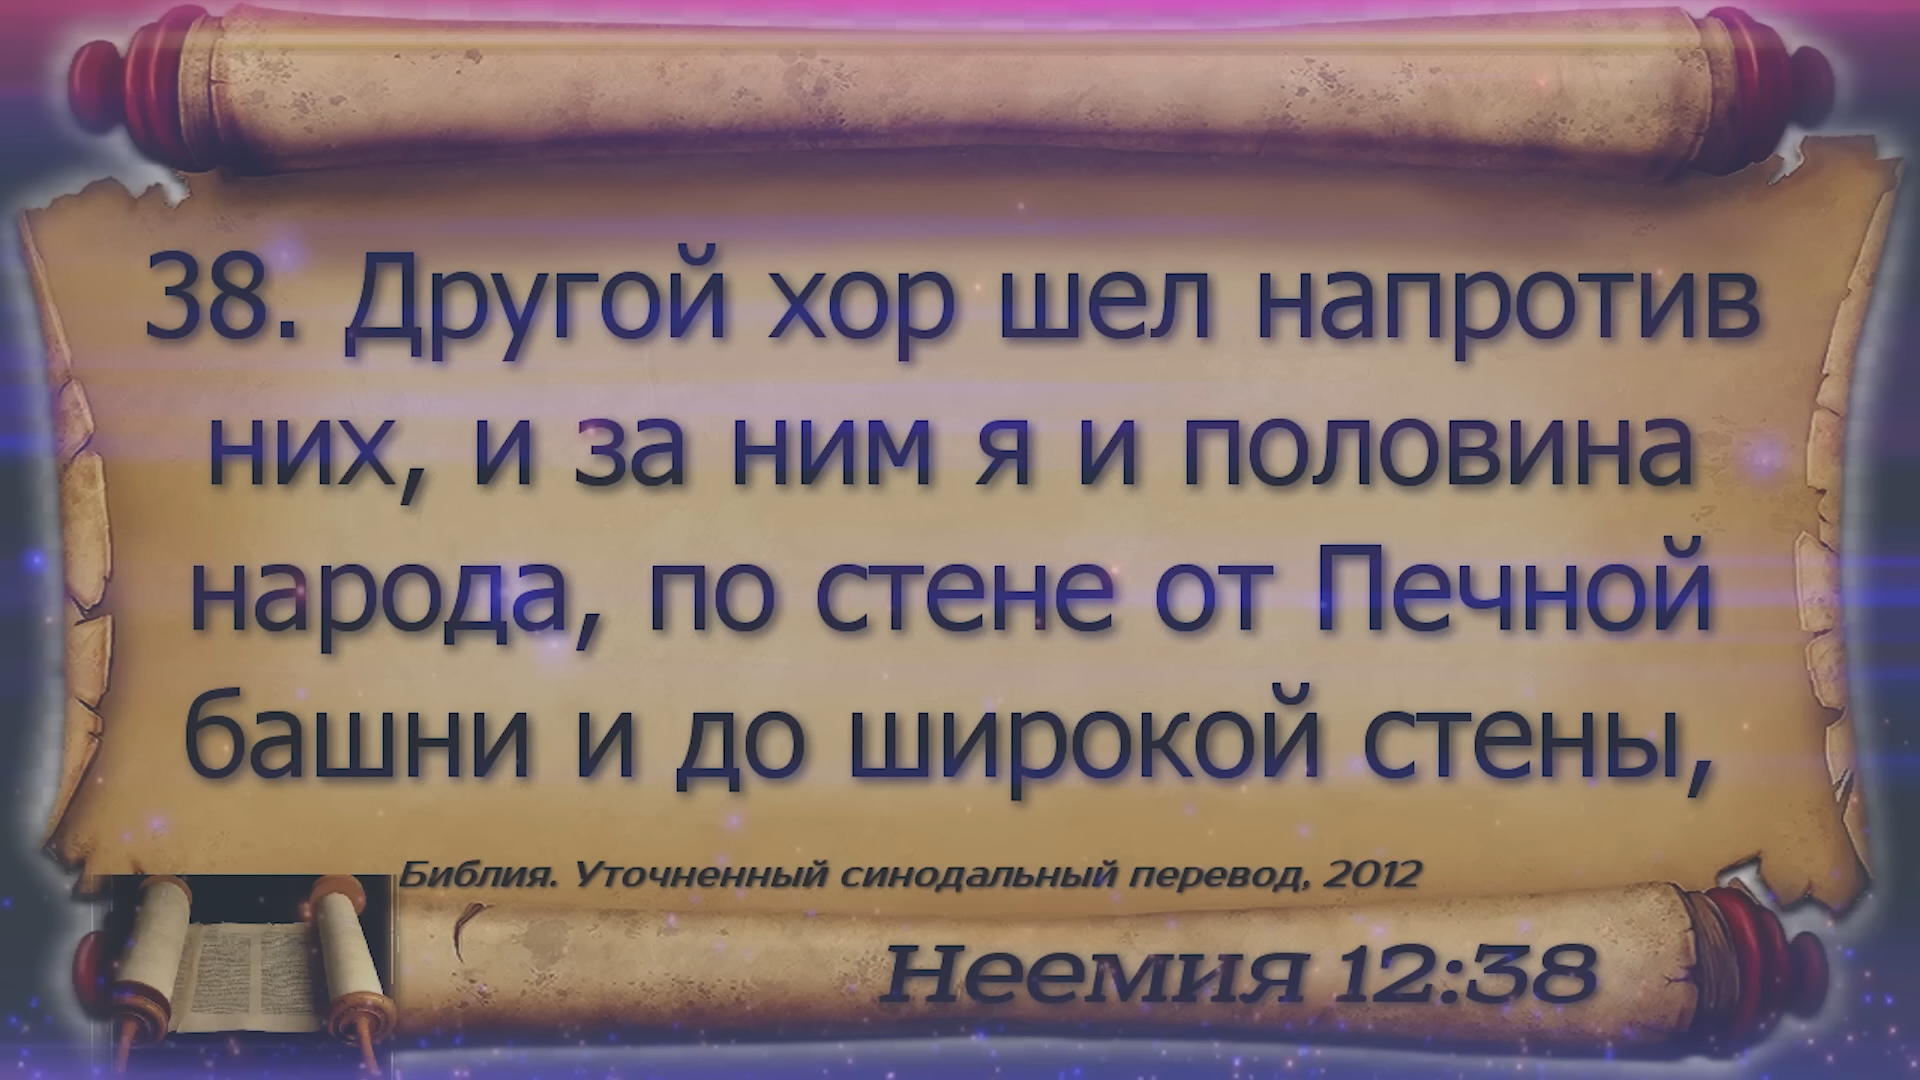 38. Другой хор шел напротив
них, и за ним я и половина
народа, по стене от Печной
башни и до широкой стены,
Библия. Уточненный синодальный перевод, 2012
Неемия 12:38